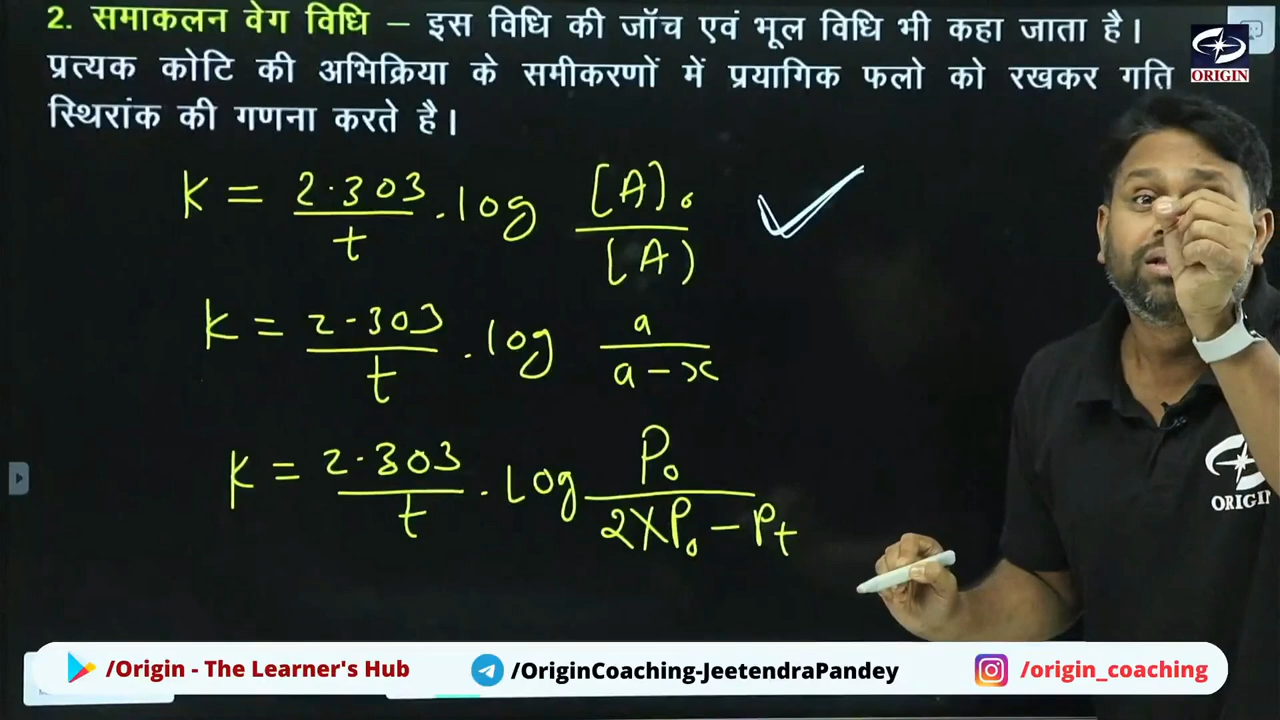 2. समाकलन वेग विधि – इस विधि की जॉच एवं भूल विधि भी कहा जाता है।
ORIGIN
प्रत्यक कोटि की अभिक्रिया के समीकरणों में प्रयागिक फलो को रखकर गति
स्थिरांक की गणना करते है।
K = 2.303/t . log [A]₀/[A)
K = 2.303/t . log a/a-x
K = 2.303/t . log P₀/2XP₀ - Pt
ORIGIN
/Origin - The Learner's Hub
/OriginCoaching-JeetendraPandey
/origin_coaching